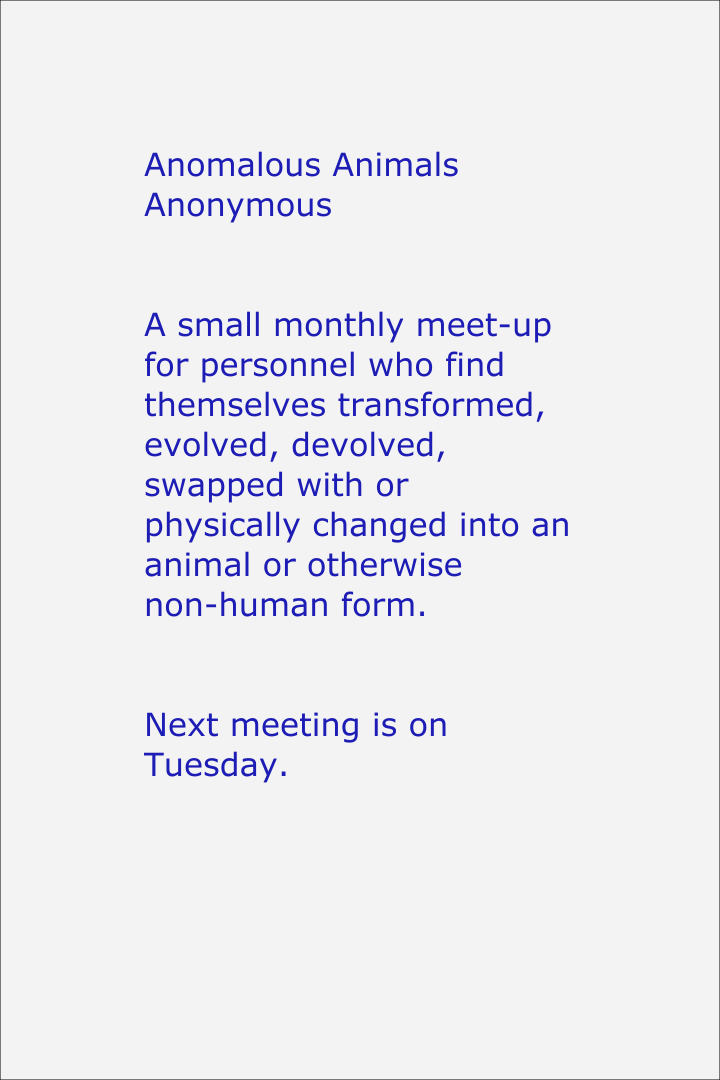 Anomalous Animals
Anonymous
A small monthly meet-up
for personnel who find
themselves transformed,
evolved, devolved,
swapped with or
physically changed into an
animal or otherwise
non-human form.
Next meeting is on
Tuesday.